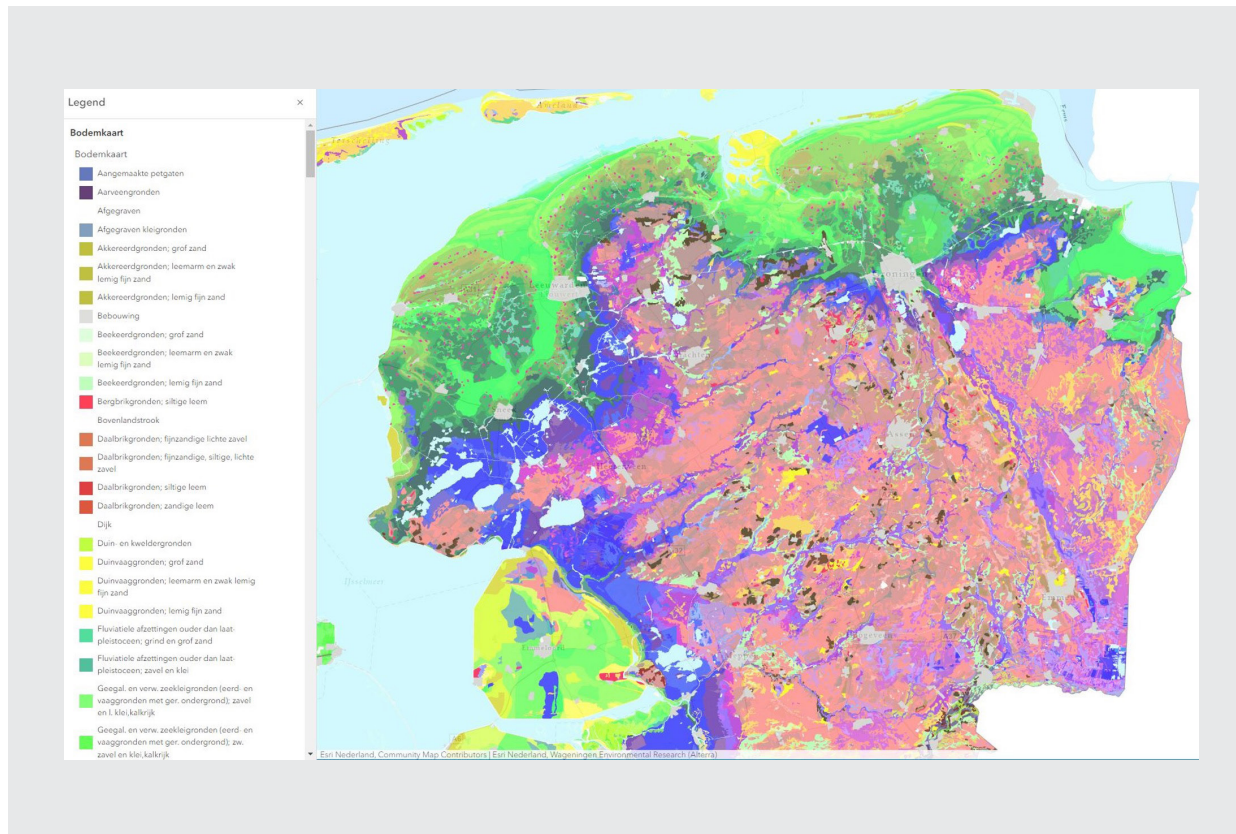 Legend ×
Bodemkaart
Bodemkaart
Aangemaakte petgaten
Aarveengronden
Afgegraven
Afgegraven kleigronden
Akkereerdgronden; grof zand
Akkereerdgronden; leemarm en zwak
lemig fijn zand
Akkereerdgronden; lemig fijn zand
Bebouwing
Beekeerdgronden; grof zand
Beekeerdgronden; leemarm en zwak
lemig fijn zand
Beekeerdgronden; lemig fijn zand
Bergbrikgronden; siltige leem
Bovenlandstrook
Daalbrikgronden; fijnzandige lichte zavel
Daalbrikgronden; fijnzandige, siltige, lichte
zavel
Daalbrikgronden; siltige leem
Daalbrikgronden; zandige leem
Dijk
Duin- en kweldergronden
Duinvaaggronden; grof zand
Duinvaaggronden; leemarm en zwak lemig
fijn zand
Duinvaaggronden; lemig fijn zand
Fluviatiele afzettingen ouder dan laat-
pleistoceen; grind en grof zand
Fluviatiele afzettingen ouder dan laat-
pleistoceen; zavel en klei
Geegal. en verw. zeekleigronden (eerd- en
vaaggronden met ger. ondergrond); zavel
en l. klei,kalkrijk
Geegal. en verw. zeekleigronden (eerd- en
vaaggronden met ger. ondergrond); zw.
zavel en klei,kalkrijk
Ameland
Leeuwarden
Assen
Emmen
IJsselmeer
Esri Nederland, Community Map Contributors | Esri Nederland, Wageningen Environmental Research (Alterra)